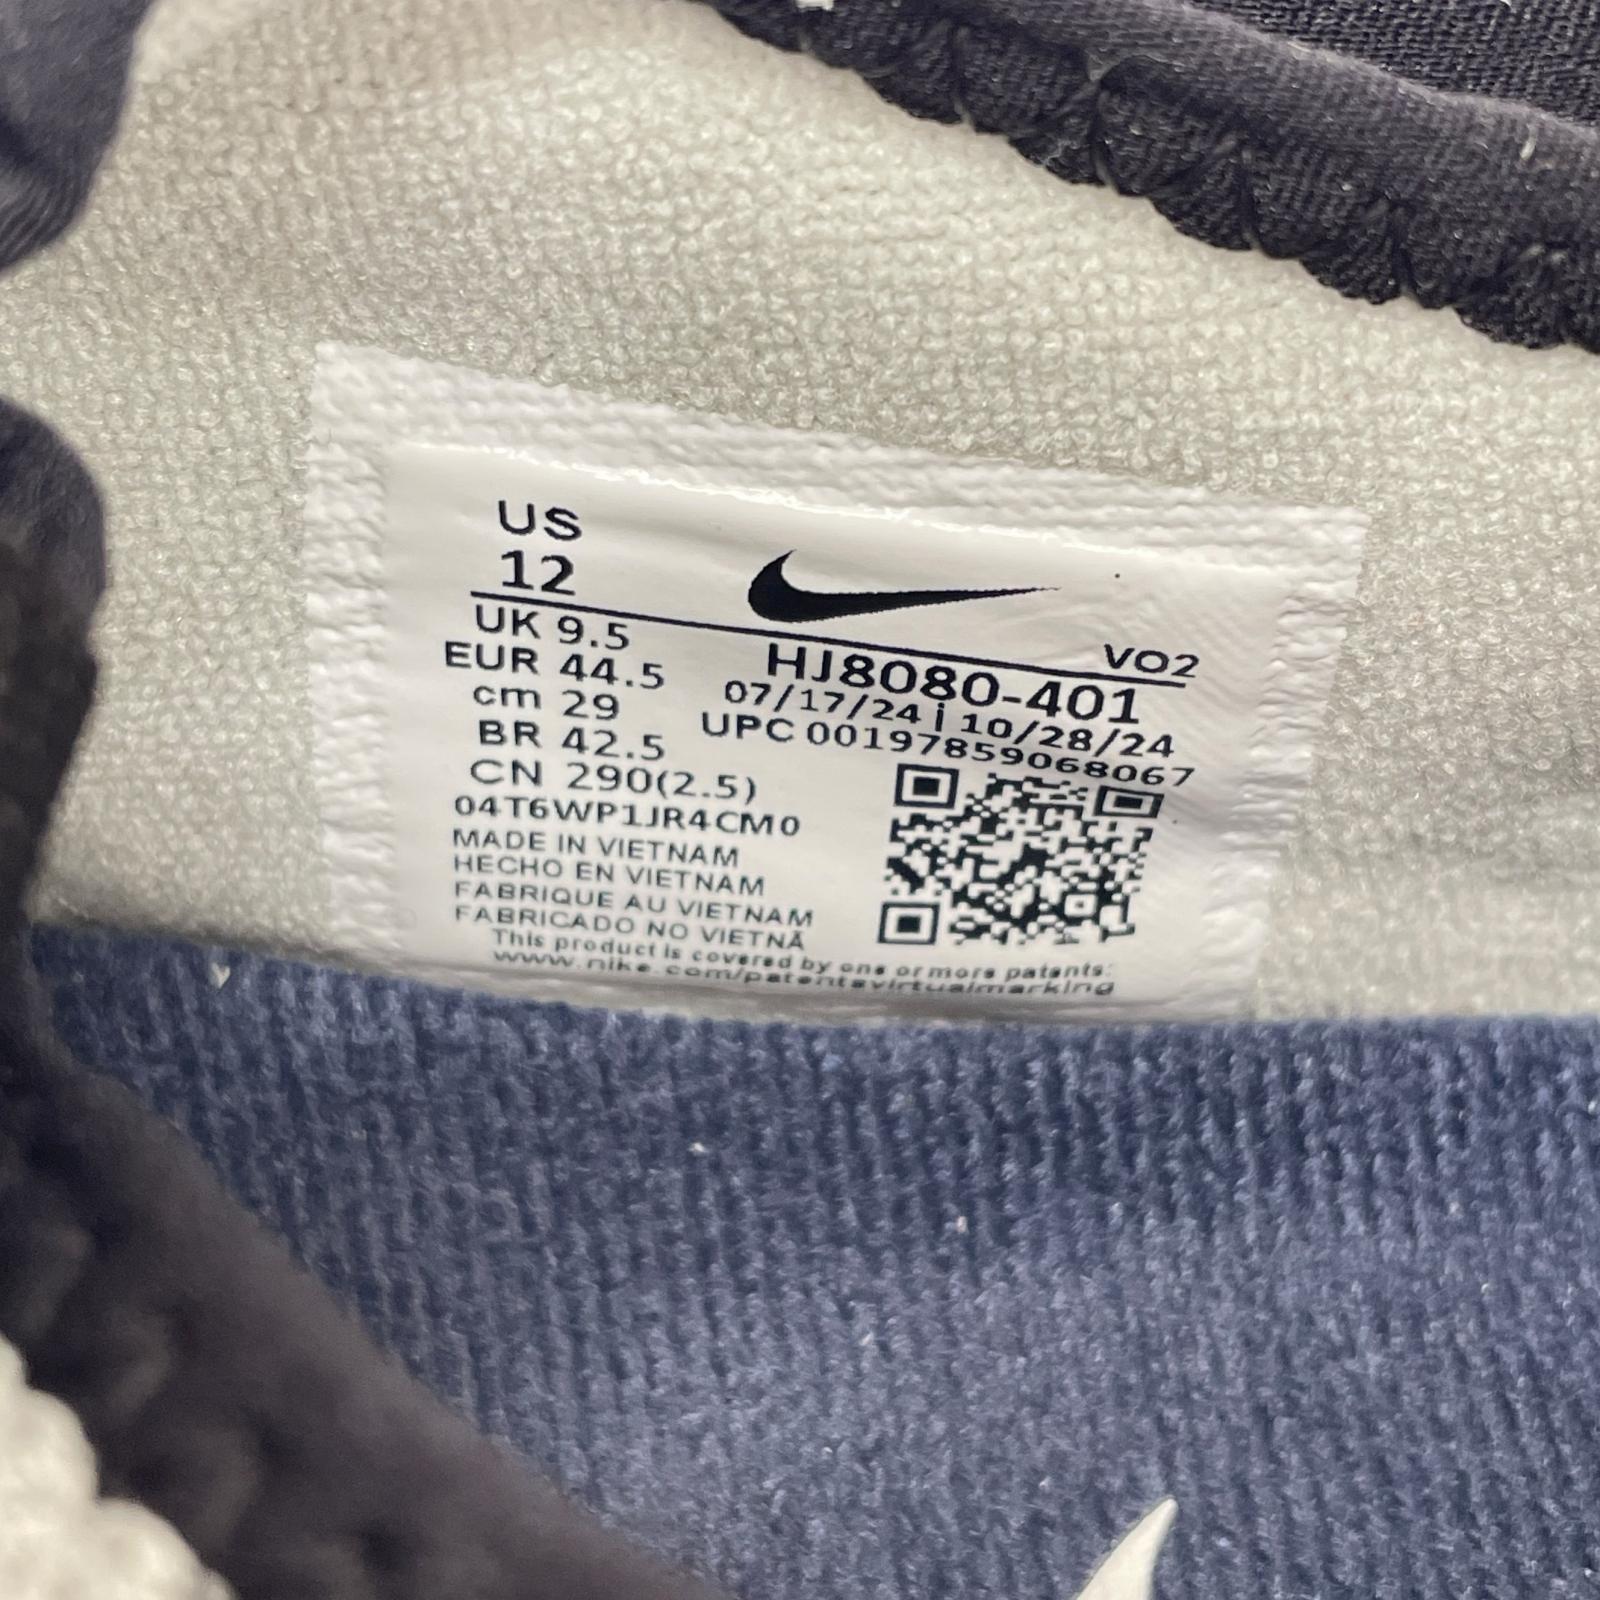 US
12
VO2
UK 9.5
EUR 44.5
cm 29
BR 42.5
CN 290(2.5)
HJ8080-401
07/17/24 i 10/28/24
UPC 00197859068067
04T6WP1JR4CM0
MADE IN VIETNAM
HECHO EN VIETNAM
FABRIQUE AU VIETNAM
FABRICADO NO VIETNÃ
This product is covered by one or more patents:
www.nike.com/patentsvirtualmarking